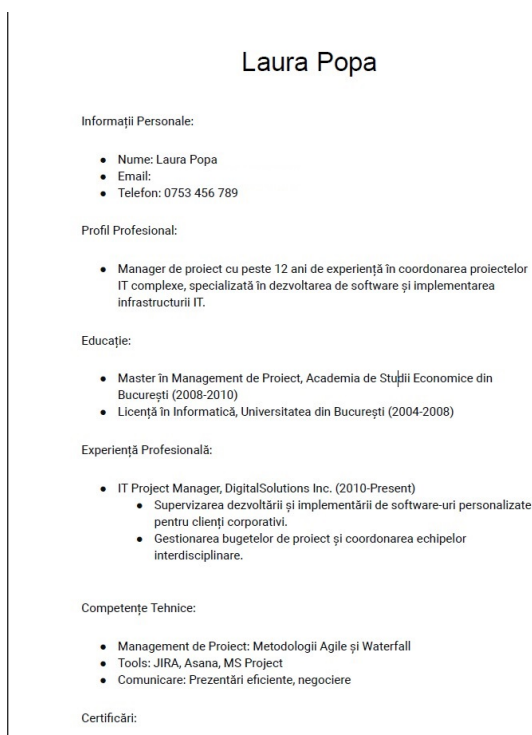 Laura Popa
Informații Personale:
● Nume: Laura Popa
● Email:
● Telefon: 0753 456 789
Profil Profesional:
● Manager de proiect cu peste 12 ani de experiență în coordonarea proiectelor
IT complexe, specializată în dezvoltarea de software și implementarea
infrastructurii IT.
Educație:
● Master în Management de Proiect, Academia de Studii Economice din
București (2008-2010)
● Licență în Informatică, Universitatea din București (2004-2008)
Experiență Profesională:
● IT Project Manager, DigitalSolutions Inc. (2010-Prezent)
● Supervizarea dezvoltării și implementării de software-uri personalizate
pentru clienți corporativi.
● Gestionarea bugetelor de proiect și coordonarea echipelor
interdisciplinare.
Competențe Tehnice:
● Management de Proiect: Metodologii Agile și Waterfall
● Tools: JIRA, Asana, MS Project
● Comunicare: Prezentări eficiente, negociere
Certificări: